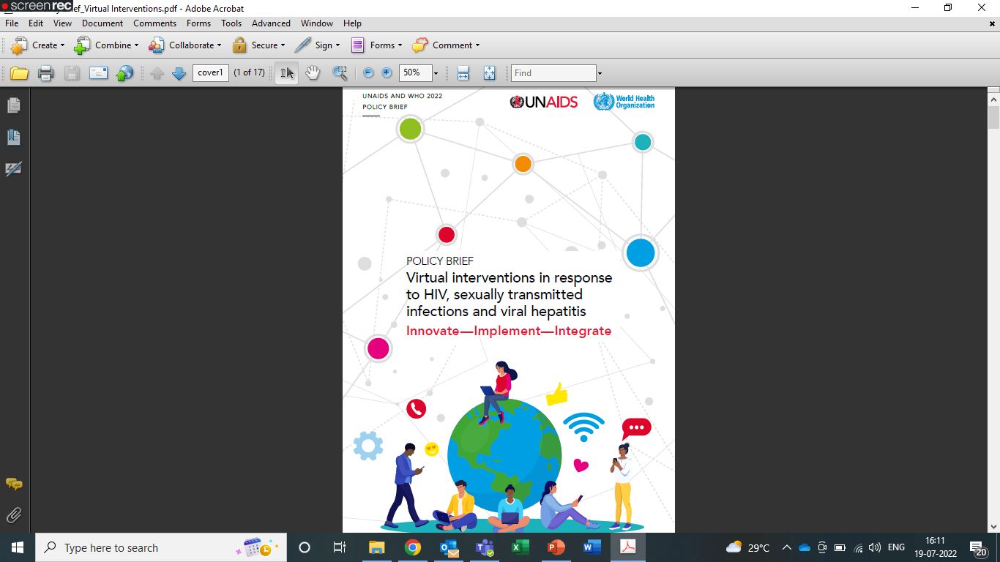 screenrec
ef_Virtual Interventions.pdf - Adobe Acrobat
File Edit View Document Comments Forms Tools Advanced Window Help
Create Combine Collaborate Secure Sign Forms Comment
cover1 (1 of 17) 50% Find
UNAIDS AND WHO 2022
POLICY BRIEF
UNAIDS
World Health
Organization
POLICY BRIEF
Virtual interventions in response
to HIV, sexually transmitted
infections and viral hepatitis
Innovate—Implement—Integrate
Type here to search
29°C
ENG
16:11
19-07-2022
20